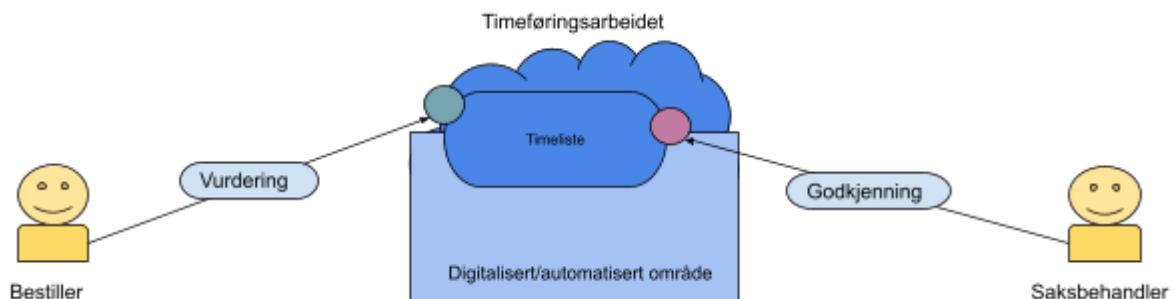 Timeføringsarbeidet
Timeliste
Vurdering
Godkjenning
Digitalisert/automatisert område
Bestiller
Saksbehandler